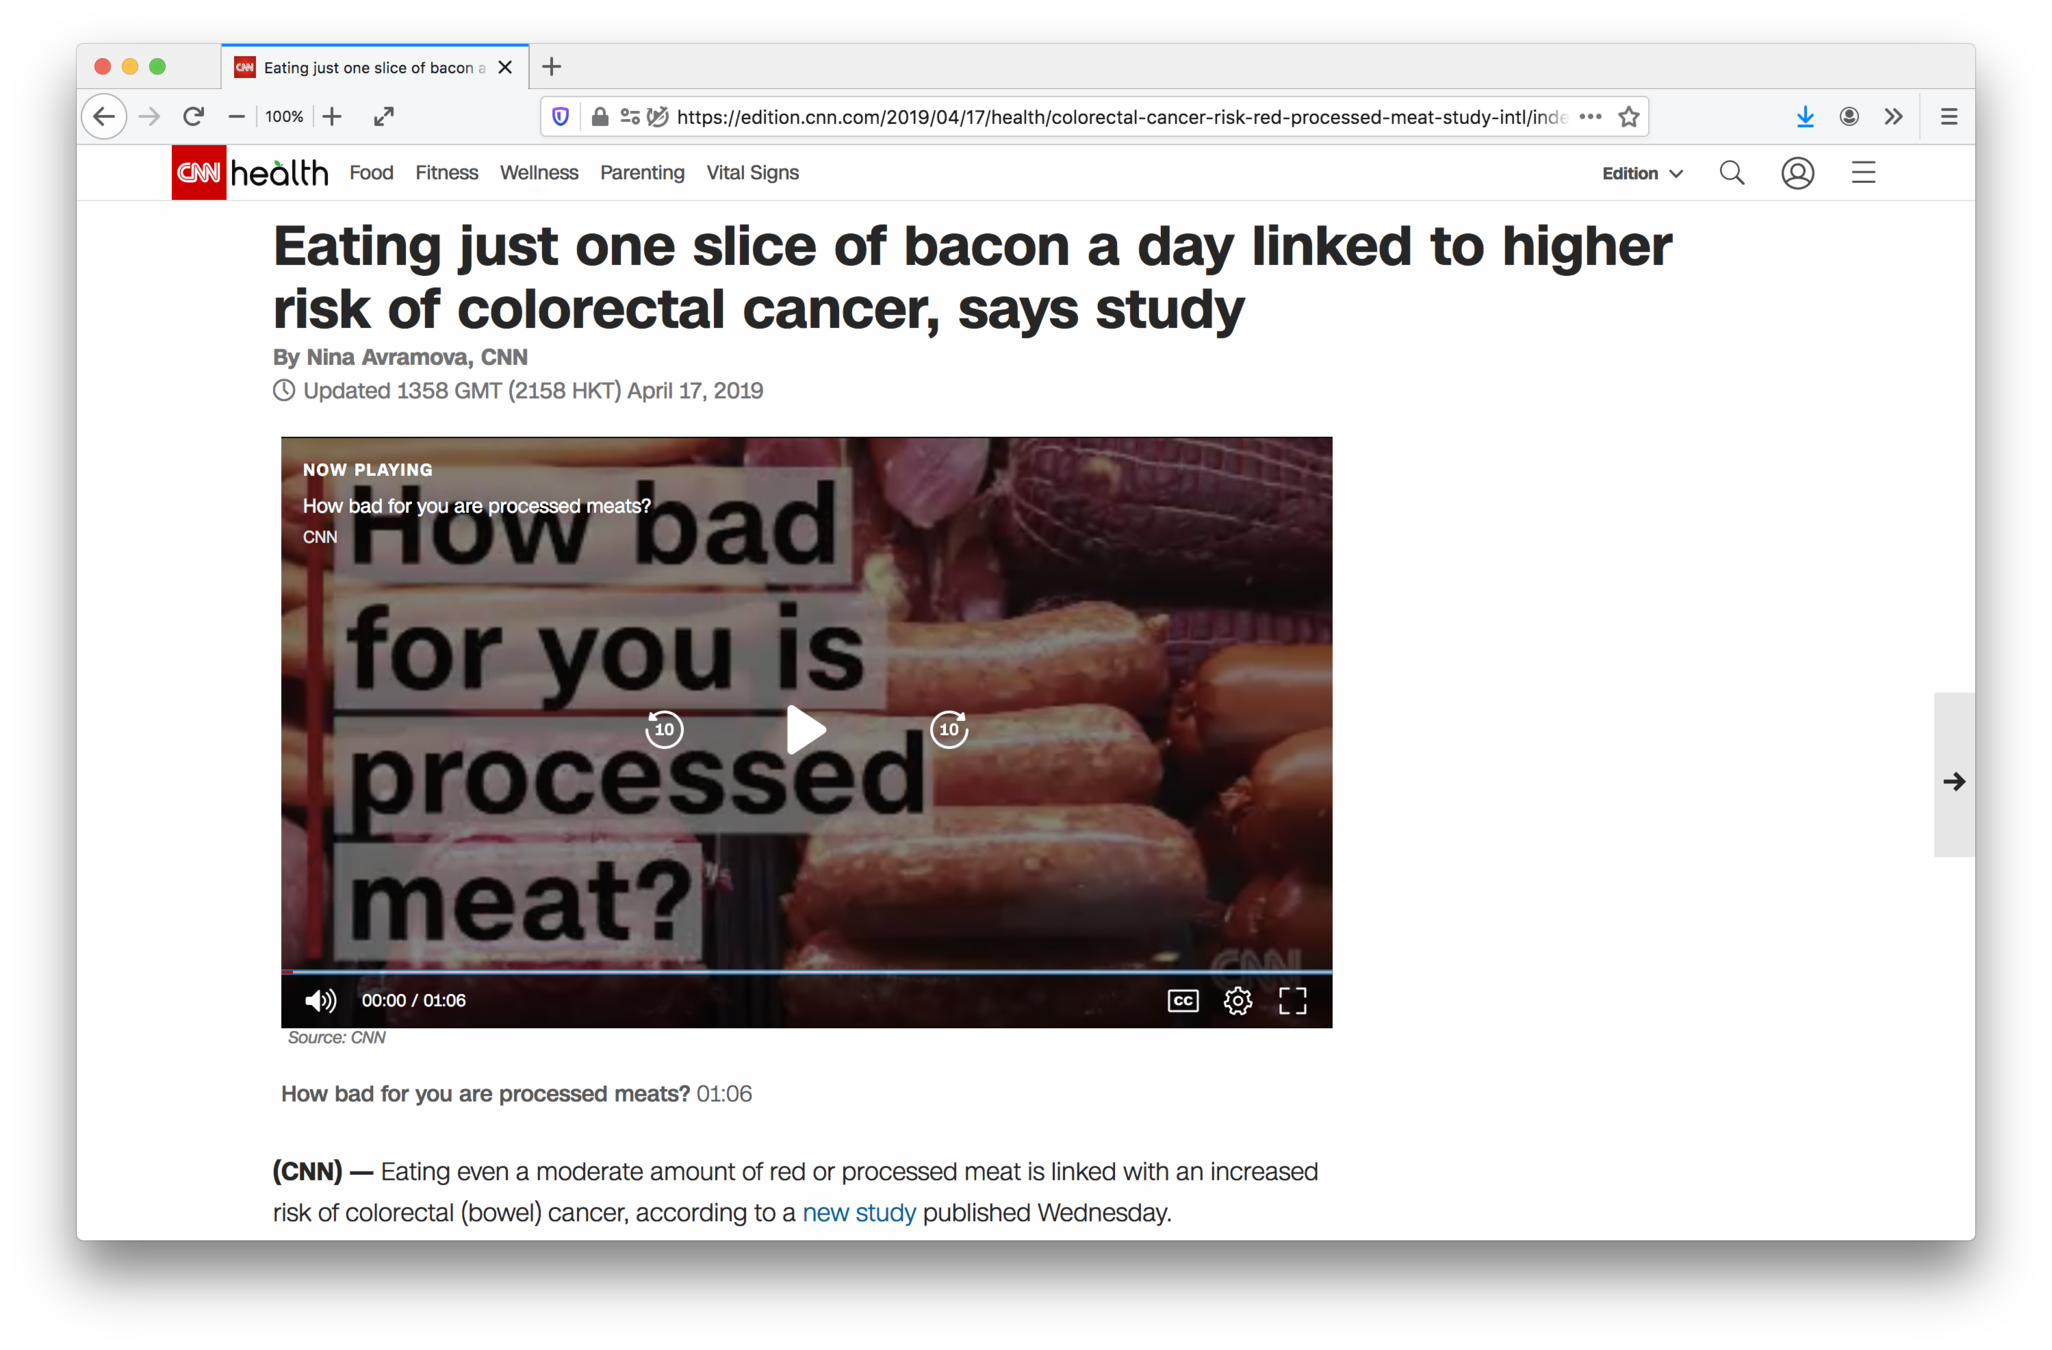 Eating just one slice of bacon a
100%
https://edition.cnn.com/2019/04/17/health/colorectal-cancer-risk-red-processed-meat-study-intl/inde
CNN health Food Fitness Wellness Parenting Vital Signs Edition
Eating just one slice of bacon a day linked to higher
risk of colorectal cancer, says study
By Nina Avramova, CNN
Updated 1358 GMT (2158 HKT) April 17, 2019
NOW PLAYING
How bad for you are processed meats?
CNN
How bad
for you is
processed
meat?
10 10
CNN
00:00 / 01:06 CC
Source: CNN
How bad for you are processed meats? 01:06
(CNN) — Eating even a moderate amount of red or processed meat is linked with an increased
risk of colorectal (bowel) cancer, according to a new study published Wednesday.